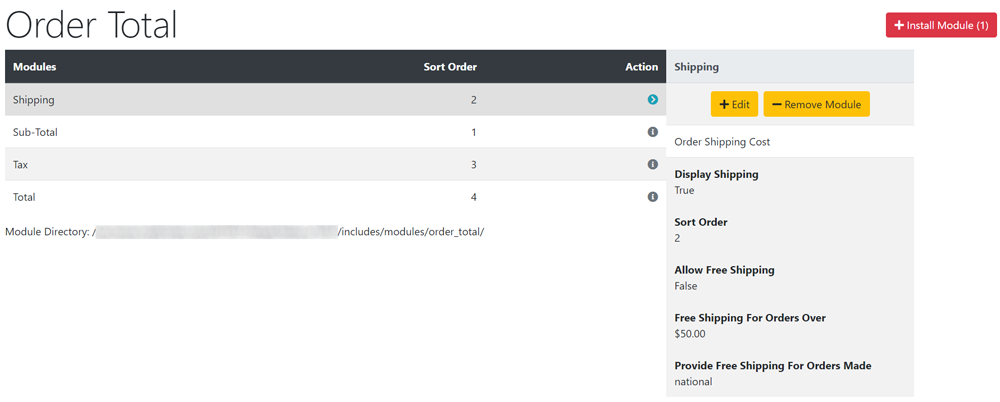 Order Total
Install Module (1)
Modules Sort Order Action
Shipping 2
Sub-Total 1
Tax 3
Total 4
Module Directory: / /includes/modules/order_total/
Shipping
Edit Remove Module
Order Shipping Cost
Display Shipping
True
Sort Order
2
Allow Free Shipping
False
Free Shipping For Orders Over
$50.00
Provide Free Shipping For Orders Made
national